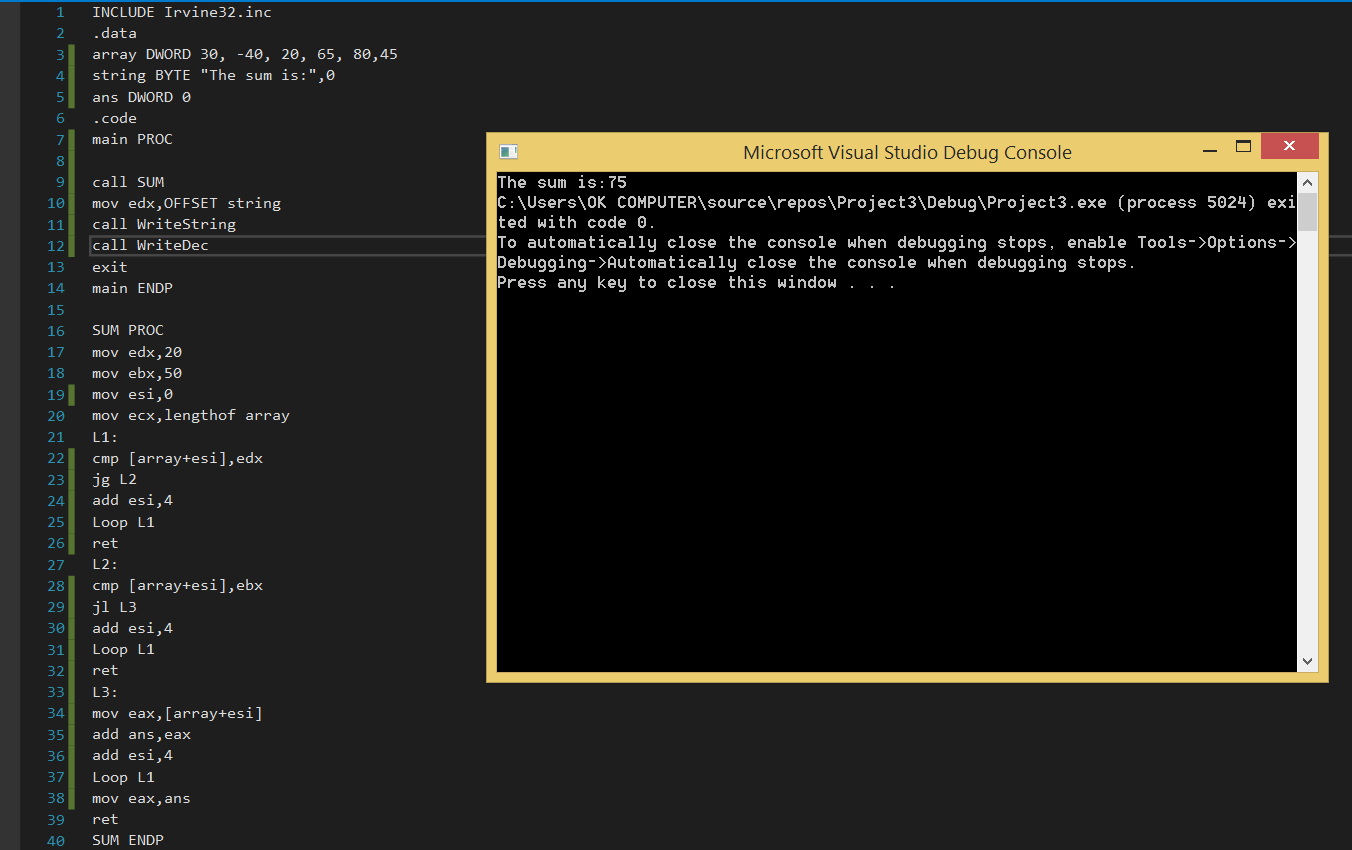 1 INCLUDE Irvine32.inc
2 .data
3 array DWORD 30, -40, 20, 65, 80,45
4 string BYTE "The sum is:",0
5 ans DWORD 0
6 .code
7 main PROC
8
9 call SUM
10 mov edx,OFFSET string
11 call WriteString
12 call WriteDec
13 exit
14 main ENDP
15
16 SUM PROC
17 mov edx,20
18 mov ebx,50
19 mov esi,0
20 mov ecx,lengthof array
21 L1:
22 cmp [array+esi],edx
23 jg L2
24 add esi,4
25 Loop L1
26 ret
27 L2:
28 cmp [array+esi],ebx
29 jl L3
30 add esi,4
31 Loop L1
32 ret
33 L3:
34 mov eax,[array+esi]
35 add ans,eax
36 add esi,4
37 Loop L1
38 mov eax,ans
39 ret
40 SUM ENDP
Microsoft Visual Studio Debug Console
The sum is:75
C:\Users\OK COMPUTER\source\repos\Project3\Debug\Project3.exe (process 5024) exi
ted with code 0.
To automatically close the console when debugging stops, enable Tools->Options->
Debugging->Automatically close the console when debugging stops.
Press any key to close this window . . .